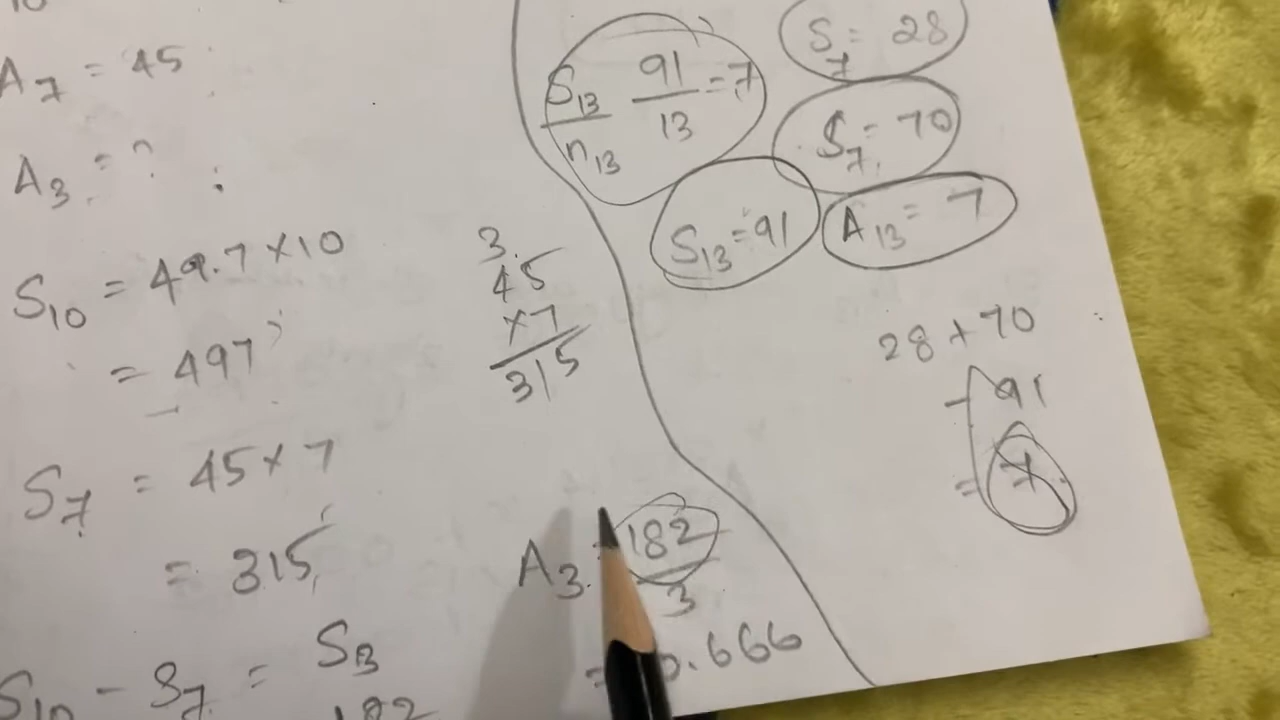 A7 = 45
A3 = ?
S10 = 49.7 × 10
= 497
S7 = 45 × 7
= 315
S10 - S7 = S3
182
3
45
× 7
315
A3 182
3
= .666
S13 91 = 7
n13 13
S7 = 28
S7 = 70
S13 = 91
A13 = 7
28 + 70
- 91
= 7